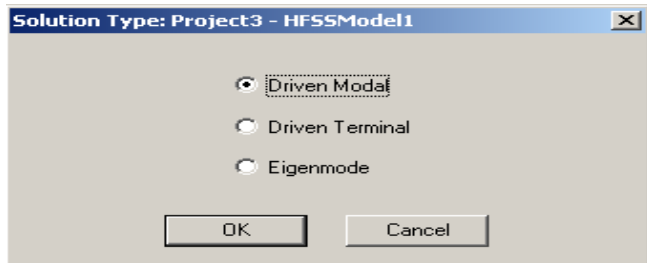 Solution Type: Project3 - HFSSModel1
Driven Modal
Driven Terminal
Eigenmode
OK Cancel